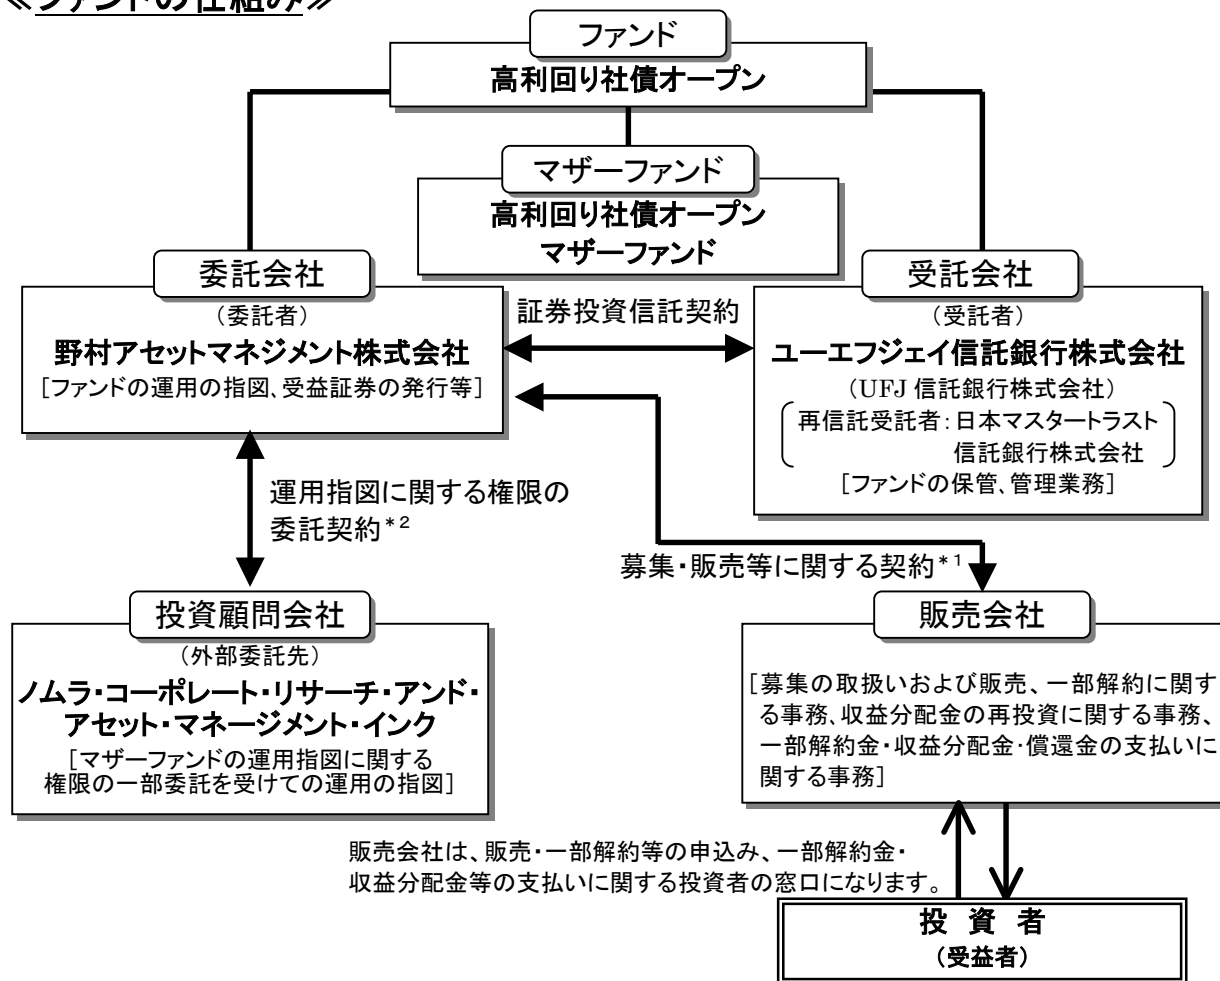 ≪ファンドの仕組み≫
ファンド
高利回り社債オープン
マザーファンド
高利回り社債オープン
マザーファンド
委託会社
（委託者）
野村アセットマネジメント株式会社
[ファンドの運用の指図､受益証券の発行等]
証券投資信託契約
受託会社
（受託者）
ユーエフジェイ信託銀行株式会社
（UFJ 信託銀行株式会社）
再信託受託者：日本マスタートラスト
信託銀行株式会社
[ファンドの保管､管理業務]
運用指図に関する権限の
委託契約*2
募集・販売等に関する契約*1
投資顧問会社
（外部委託先）
ノムラ・コーポレート・リサーチ・アンド・
アセット・マネージメント・インク
[マザーファンドの運用指図に関する
権限の一部委託を受けての運用の指図]
販売会社
[募集の取扱いおよび販売、一部解約に関す
る事務､収益分配金の再投資に関する事務、
一部解約金・収益分配金･償還金の支払いに
関する事務]
販売会社は、販売・一部解約等の申込み、一部解約金・
収益分配金等の支払いに関する投資者の窓口になります。
投 資 者
（受益者）